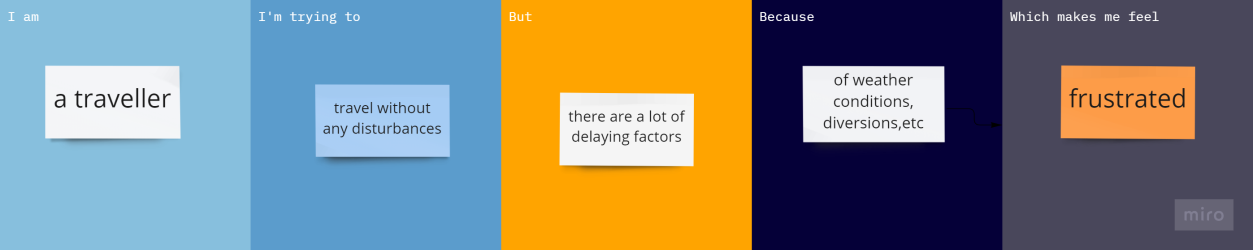 I am
a traveller
I'm trying to
travel without
any disturbances
But
there are a lot of
delaying factors
Because
of weather
conditions,
diversions,etc
Which makes me feel
frustrated
miro